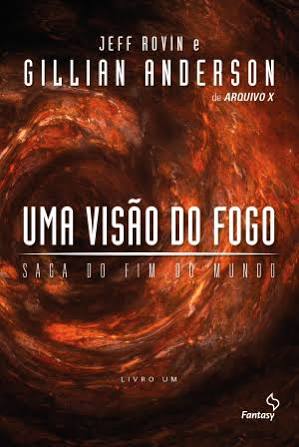 JEFF ROVIN e
GILLIAN ANDERSON
de ARQUIVO X
UMA VISÃO DO FOGO
SAGA DO FIM DO MUNDO
LIVRO UM
Fantasy